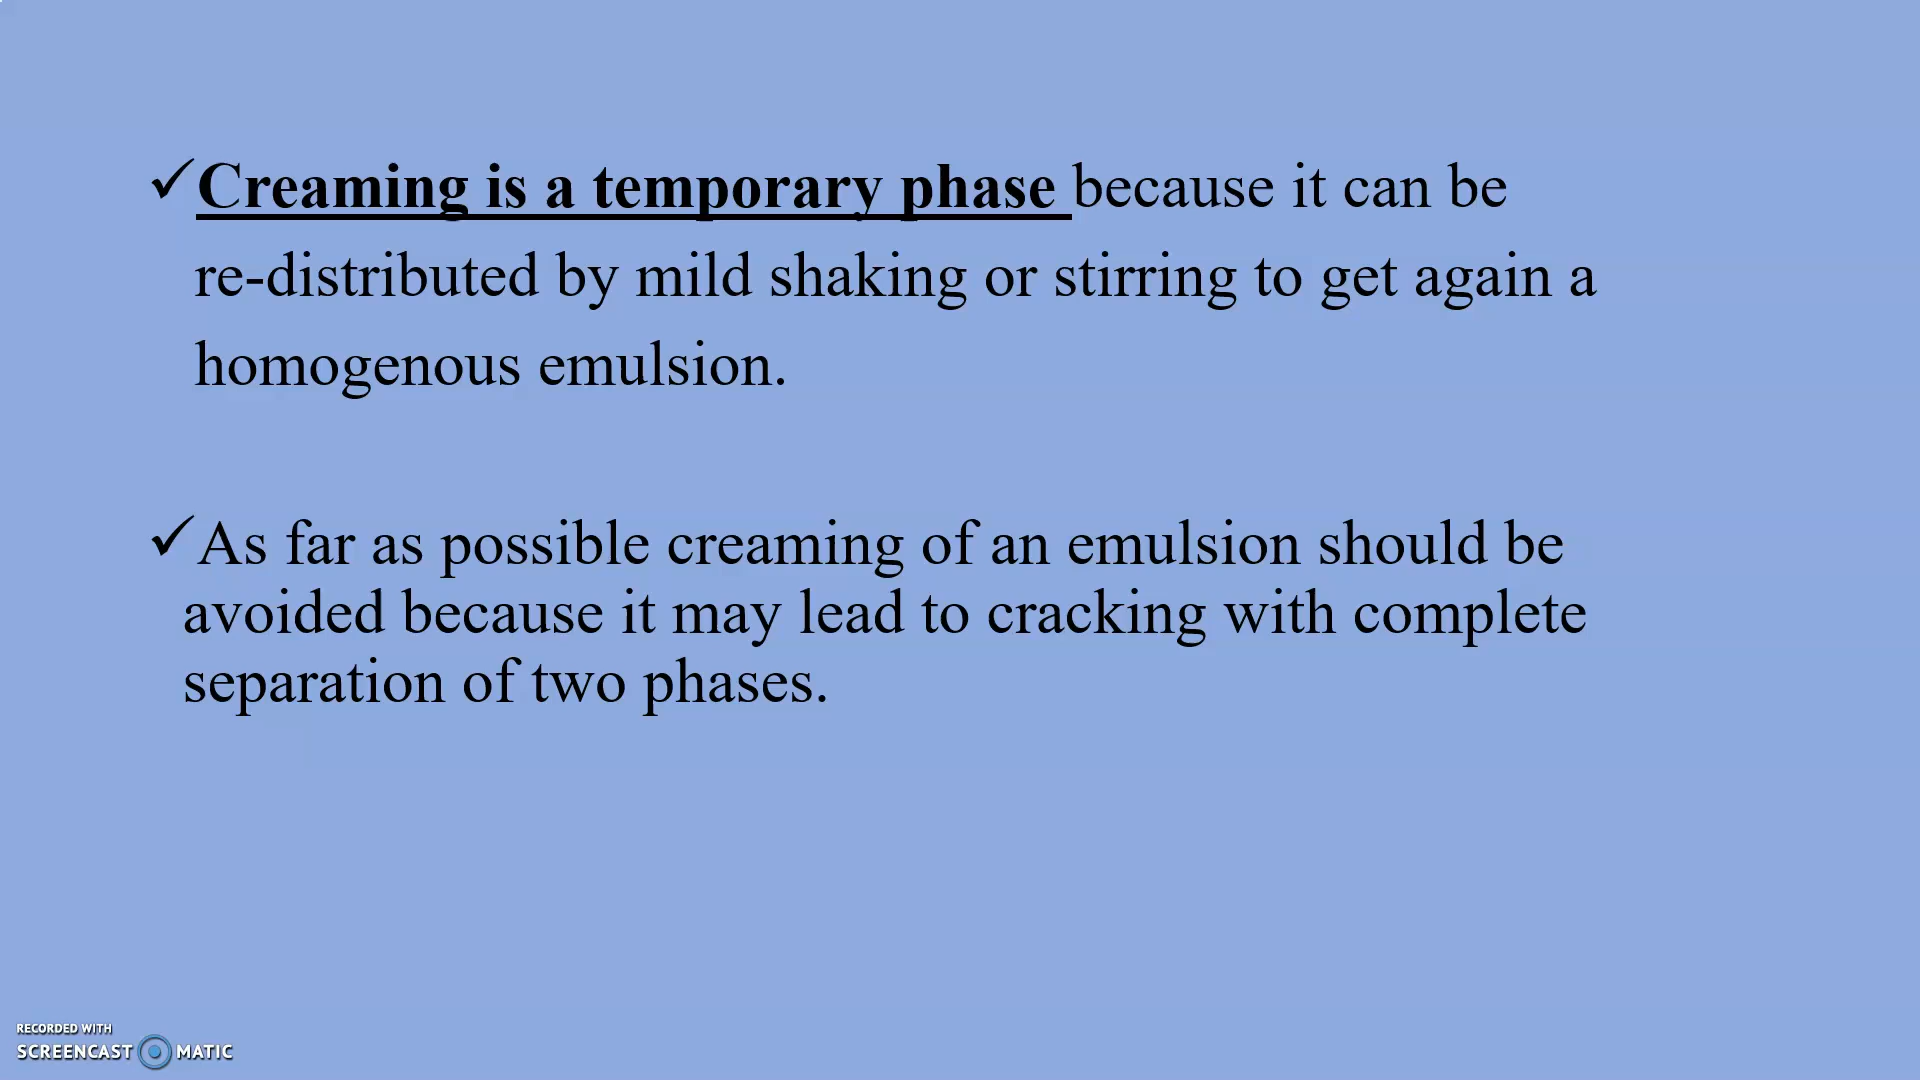 ✓Creaming is a temporary phase because it can be
re-distributed by mild shaking or stirring to get again a
homogenous emulsion.
✓As far as possible creaming of an emulsion should be
avoided because it may lead to cracking with complete
separation of two phases.
RECORDED WITH
SCREENCAST MATIC